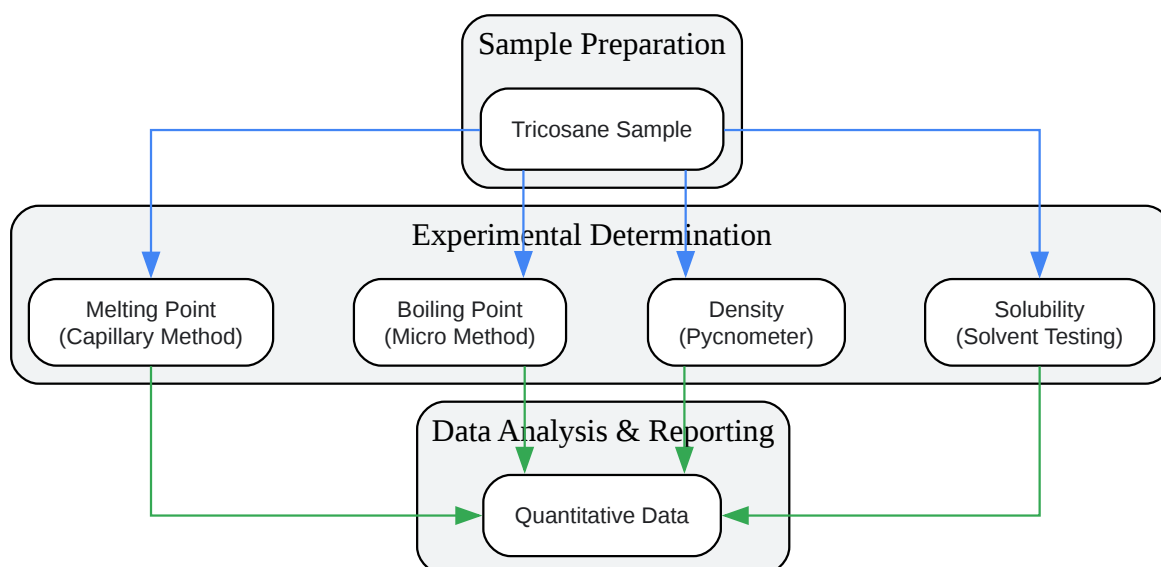 Sample Preparation
Tricosane Sample
Experimental Determination
Melting Point
(Capillary Method)
Boiling Point
(Micro Method)
Density
(Pycnometer)
Solubility
(Solvent Testing)
Data Analysis & Reporting
Quantitative Data